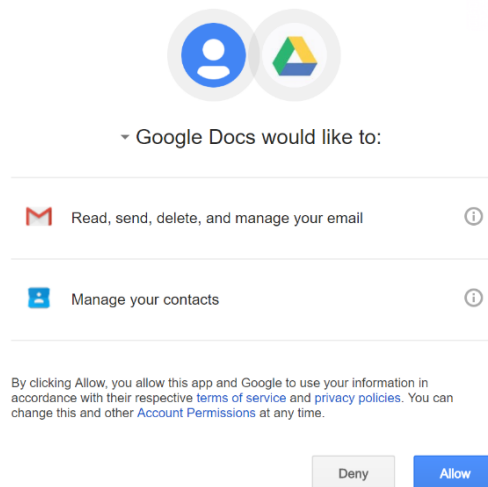 Google Docs would like to:
Read, send, delete, and manage your email
Manage your contacts
By clicking Allow, you allow this app and Google to use your information in
accordance with their respective terms of service and privacy policies. You can
change this and other Account Permissions at any time.
Deny Allow